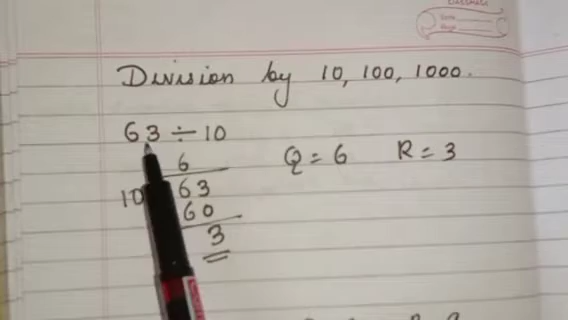 Division by 10, 100, 1000.
63 ÷ 10
6
Q = 6 R = 3
10 63
60
3